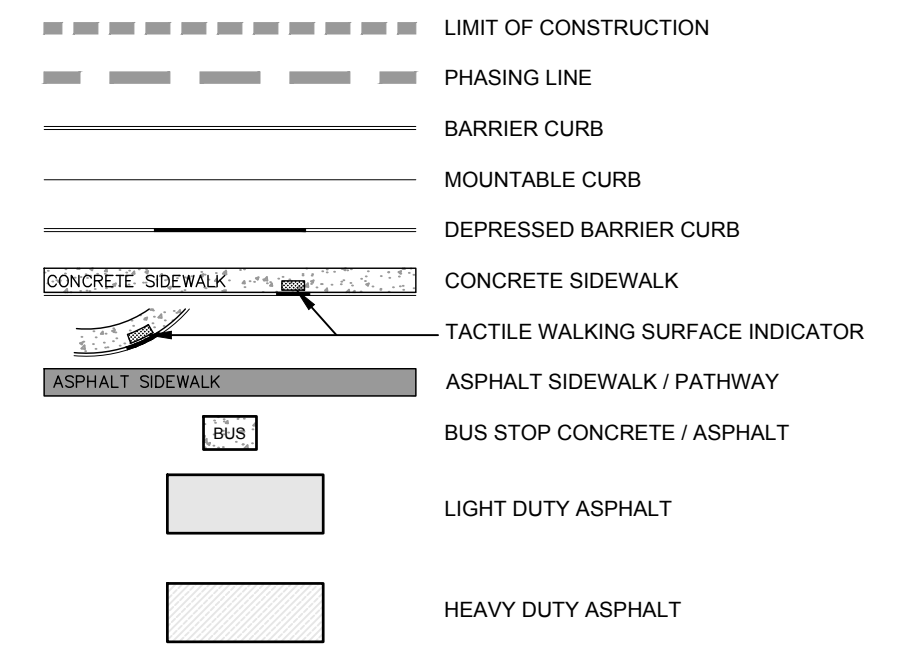 LIMIT OF CONSTRUCTION
PHASING LINE
BARRIER CURB
MOUNTABLE CURB
DEPRESSED BARRIER CURB
CONCRETE SIDEWALK CONCRETE SIDEWALK
TACTILE WALKING SURFACE INDICATOR
ASPHALT SIDEWALK ASPHALT SIDEWALK / PATHWAY
BUS BUS STOP CONCRETE / ASPHALT
LIGHT DUTY ASPHALT
HEAVY DUTY ASPHALT